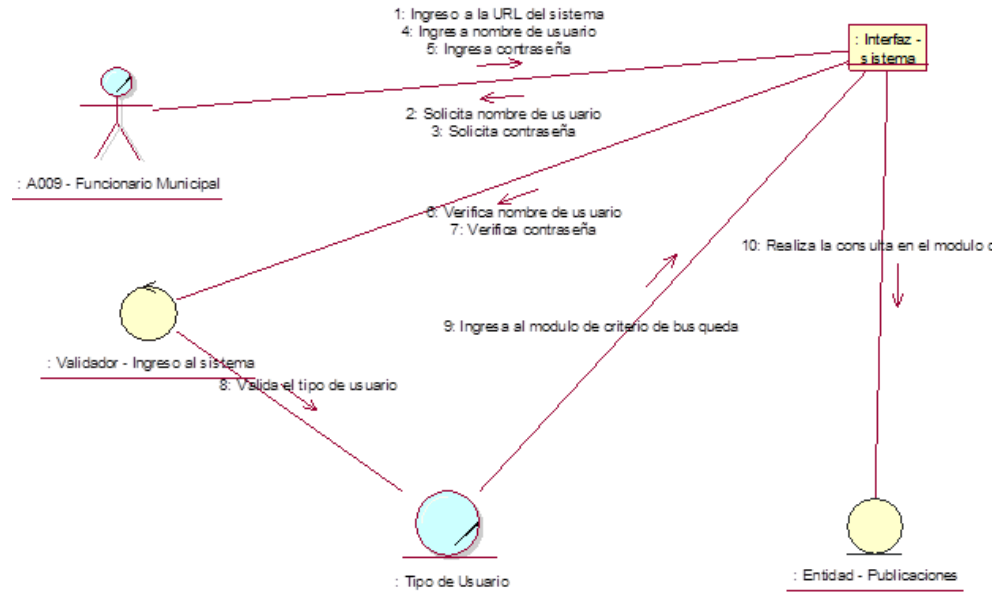 1: Ingreso a la URL del sistema
4: Ingresa nombre de usuario
5: Ingresa contraseña
: Interfaz -
sistema
2: Solicita nombre de usuario
3: Solicita contraseña
: A009 - Funcionario Municipal
6: Verifica nombre de usuario
7: Verifica contraseña
10: Realiza la consulta en el modulo
9: Ingresa al modulo de criterio de busqueda
: Validador - Ingreso al sistema
8: Valida el tipo de usuario
: Tipo de Usuario
: Entidad - Publicaciones